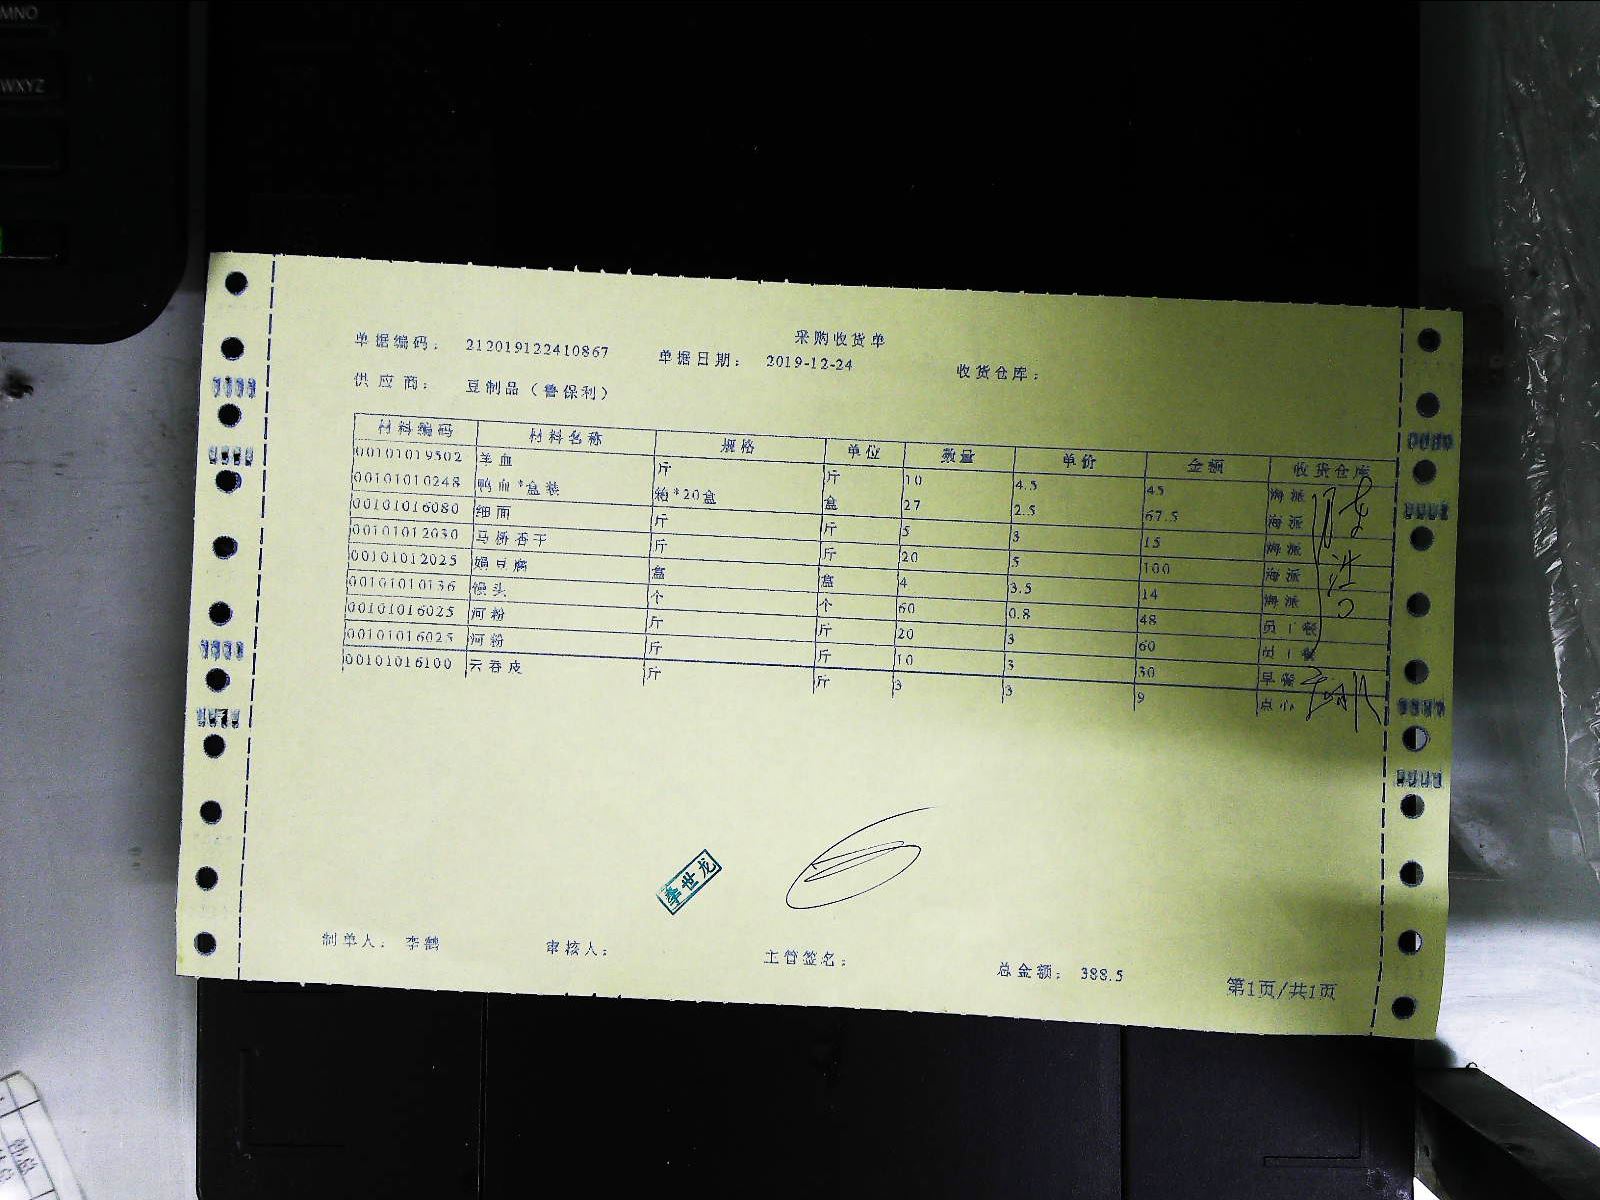 MNO
WXYZ
采购收货单
单据编码： 212019122410867 单据日期： 2019-12-24 收货仓库：
供应商： 豆制品（鲁保利）
材料编码 材料名称 规格 单位 数量 单价 金额 收货仓库
00101019502 羊血 斤 斤 10 4.5 45 海派
00101010248 鸭血*盒装 箱*20盒 盒 27 2.5 67.5 海派
00101016080 细面 斤 斤 5 3 15 海派
00101012030 马桥香干 斤 斤 20 5 100 海派
00101012025 绢豆腐 盒 盒 4 3.5 14 海派
00101010136 馒头 个 个 60 0.8 48 员工餐
00101016025 河粉 斤 斤 20 3 60 员工餐
00101016025 河粉 斤 斤 10 3 30 早餐
00101016100 云吞皮 斤 斤 3 3 9 点心
李世龙
制单人： 李鹤 审核人： 主管签名： 总金额： 388.5
第1页/共1页